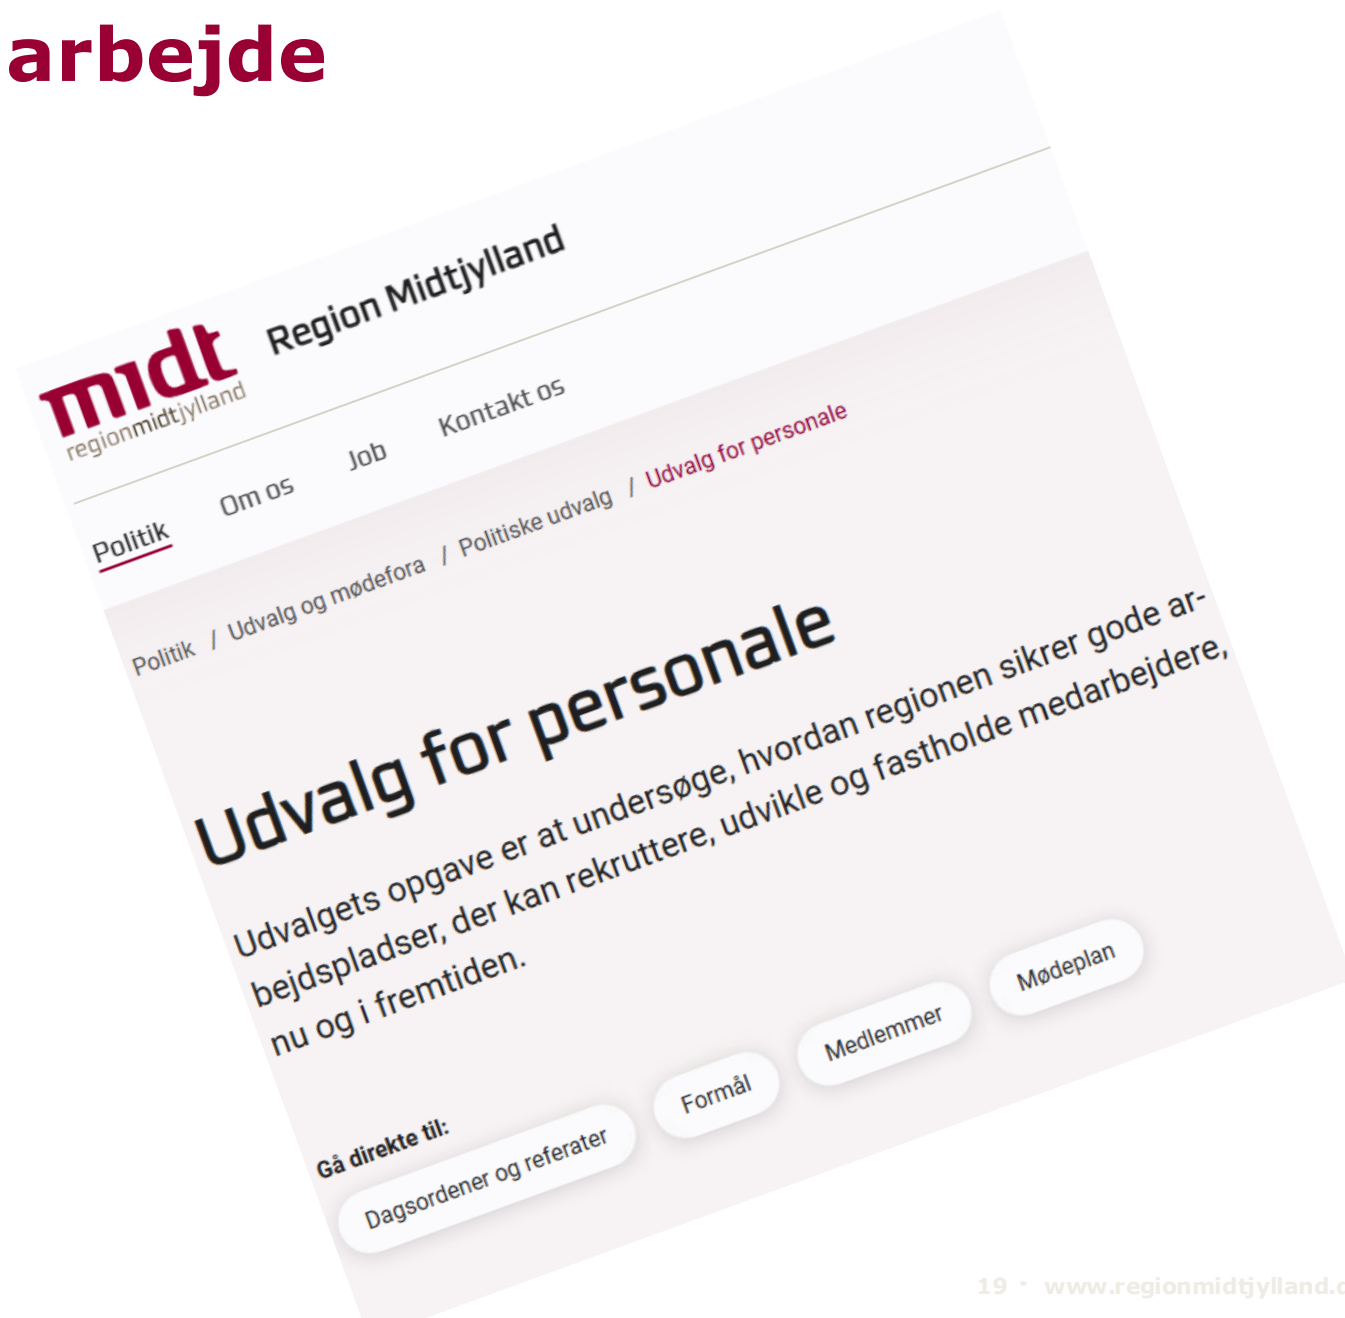 arbejde
midt
regionmidtjylland
Region Midtjylland
Politik Om os Job Kontakt os
Politik / Udvalg og mødefora / Politiske udvalg / Udvalg for personale
Udvalg for personale
Udvalgets opgave er at undersøge, hvordan regionen sikrer gode ar-
bejdspladser, der kan rekruttere, udvikle og fastholde medarbejdere,
nu og i fremtiden.
Gå direkte til:
Dagsordener og referater Formål Medlemmer Mødeplan
19 · www.regionmidtjylland.d